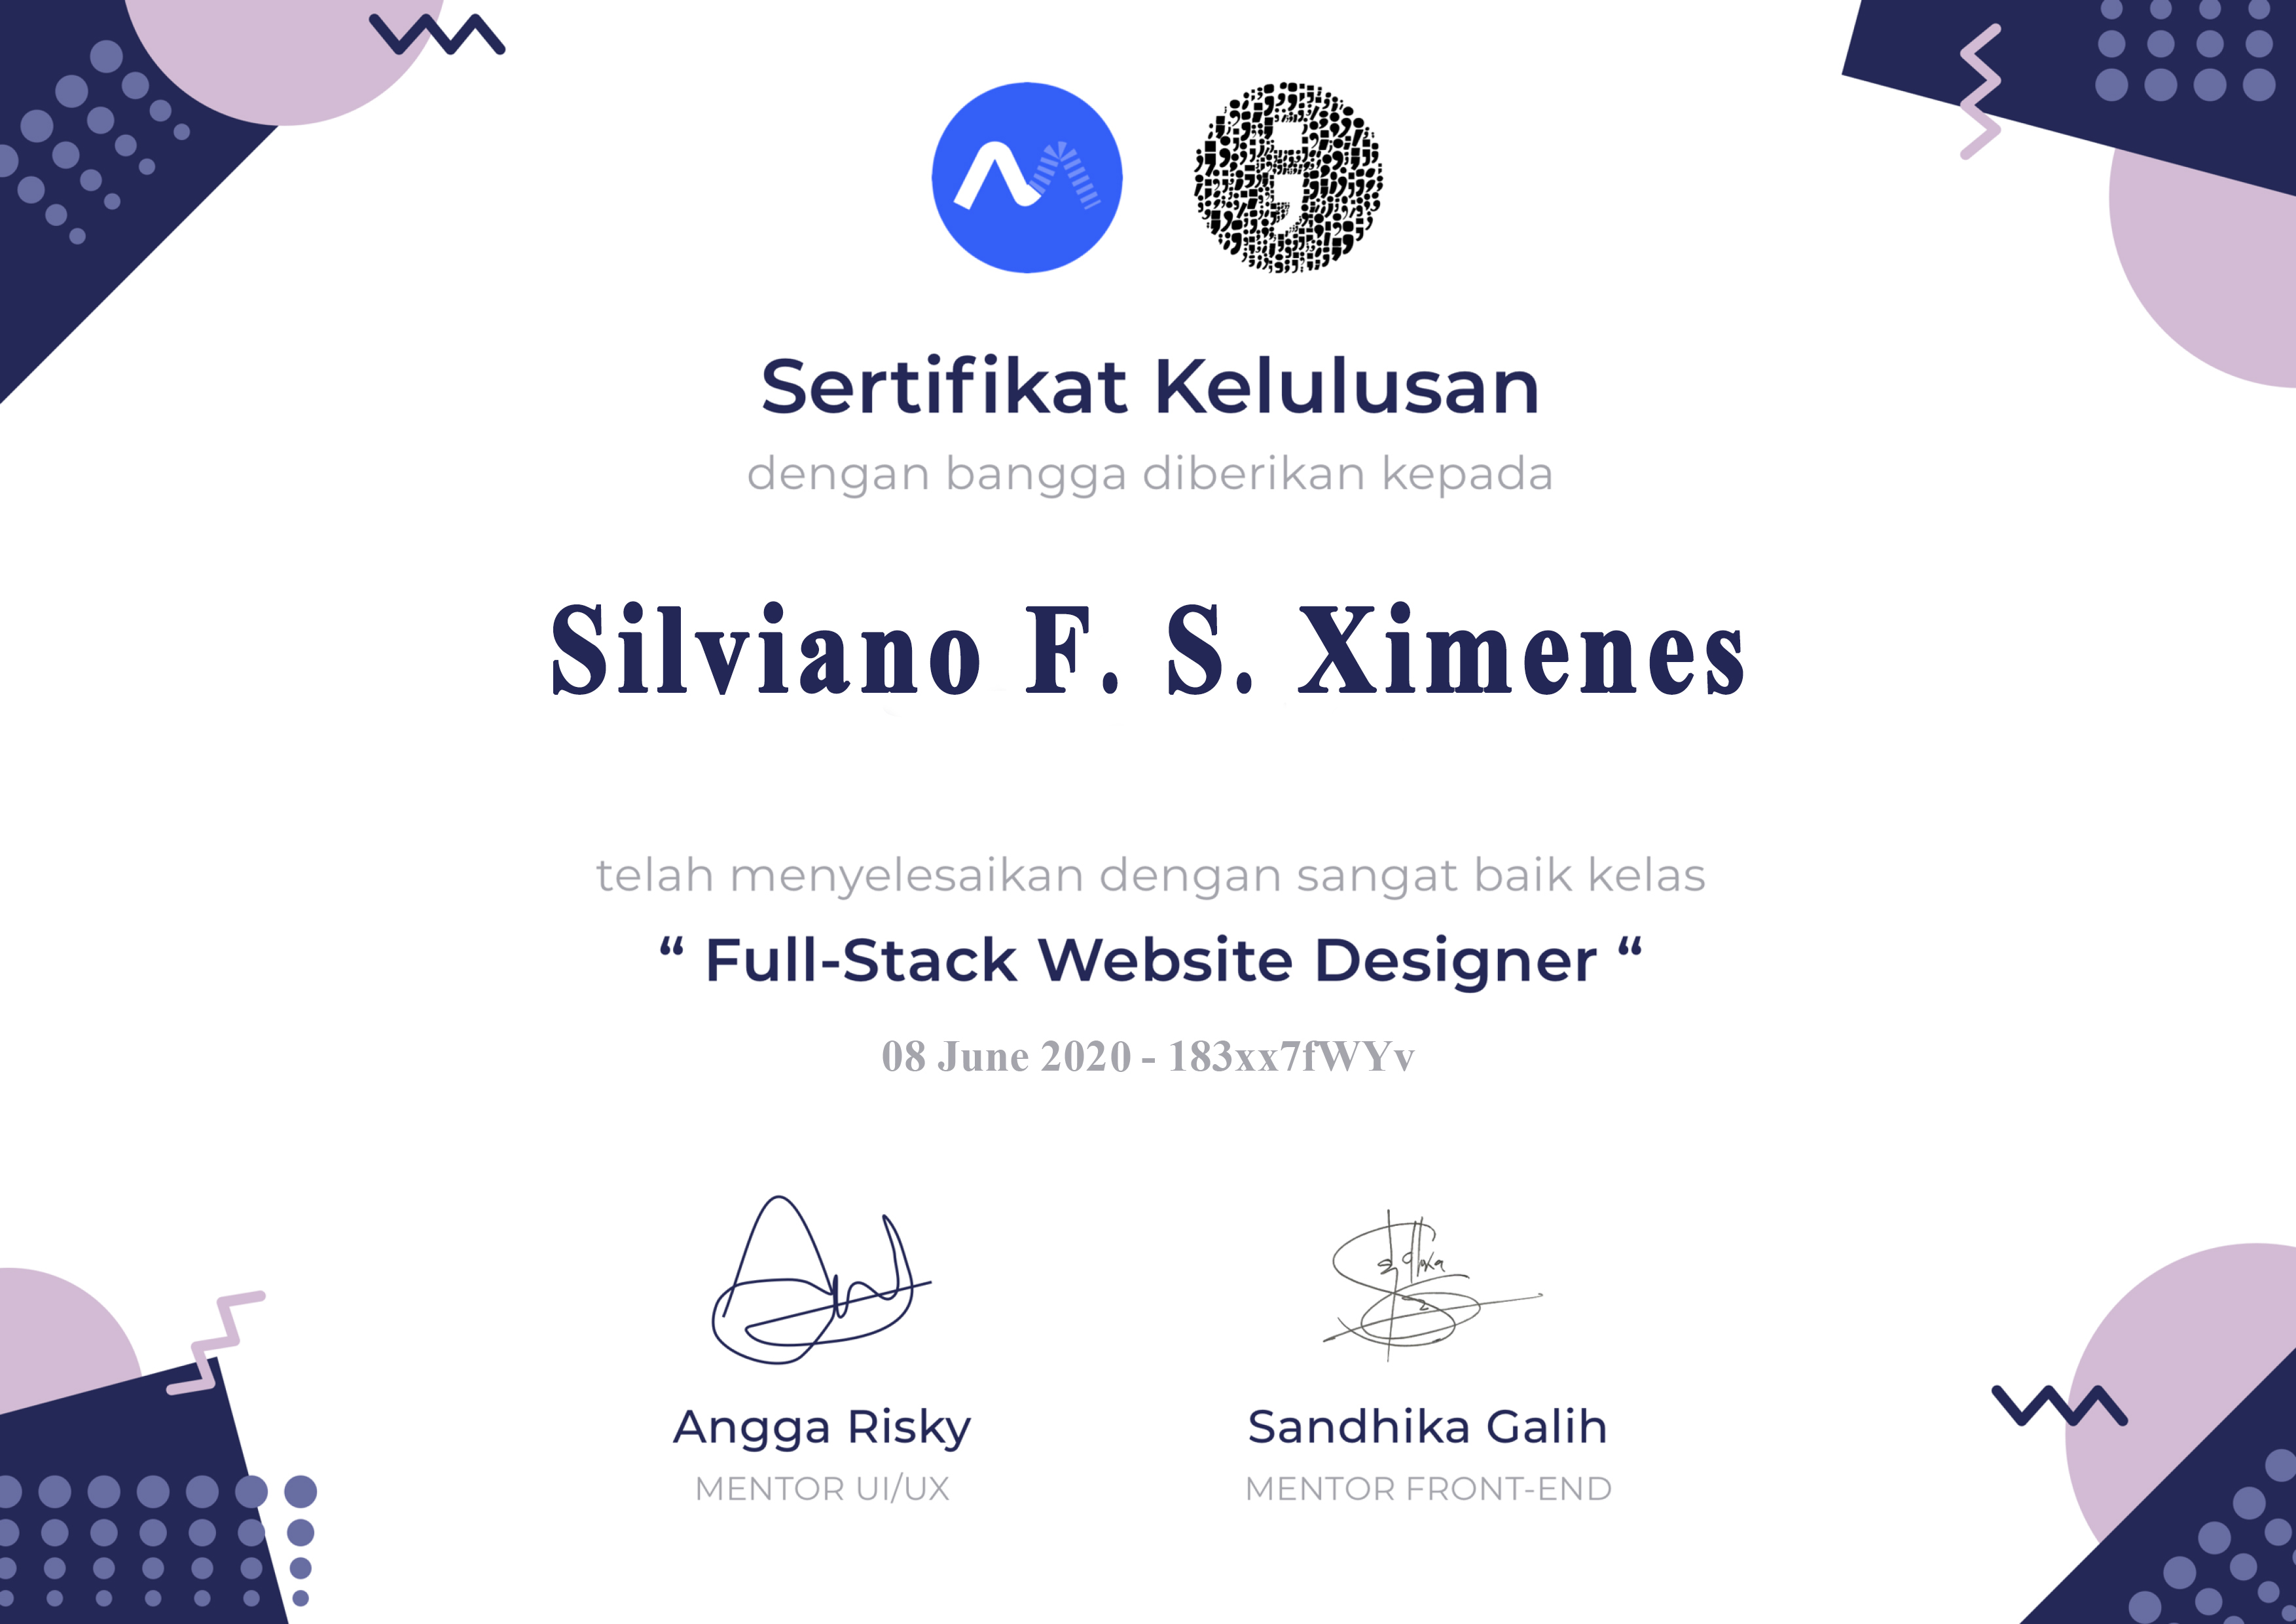 Sertifikat Kelulusan
dengan bangga diberikan kepada
Silviano F. S. Ximenes
telah menyelesaikan dengan sangat baik kelas
“ Full-Stack Website Designer “
08 June 2020 - 183xx7fWYv
Angga Risky
MENTOR UI/UX
Sandhika Galih
MENTOR FRONT-END